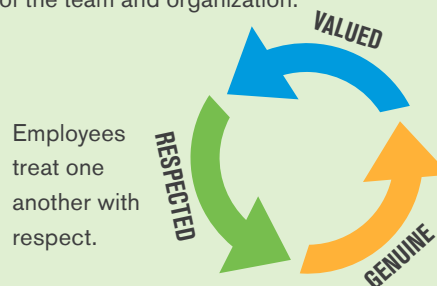 of the team and organization.
VALUED
Employees
treat one
another with
respect.
RESPECTED
GENUINE